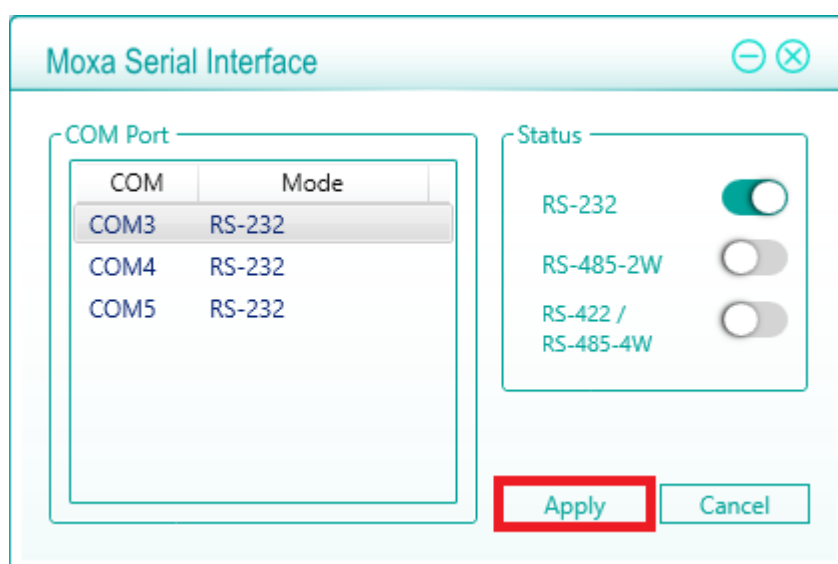 Moxa Serial Interface
COM Port
COM Mode
COM3 RS-232
COM4 RS-232
COM5 RS-232
Status
RS-232
RS-485-2W
RS-422 /
RS-485-4W
Apply Cancel